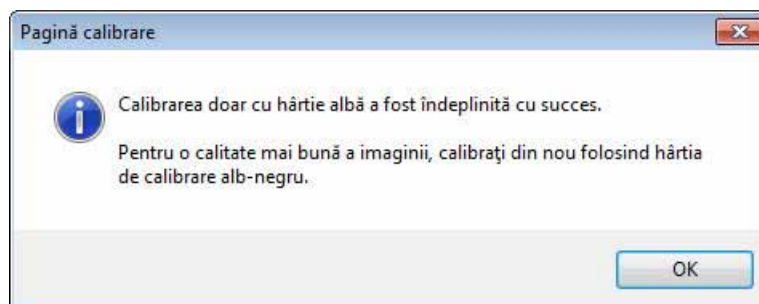 Pagină calibrare
Calibrarea doar cu hârtie albă a fost îndeplinită cu succes.
Pentru o calitate mai bună a imaginii, calibraţi din nou folosind hârtia
de calibrare alb-negru.
OK